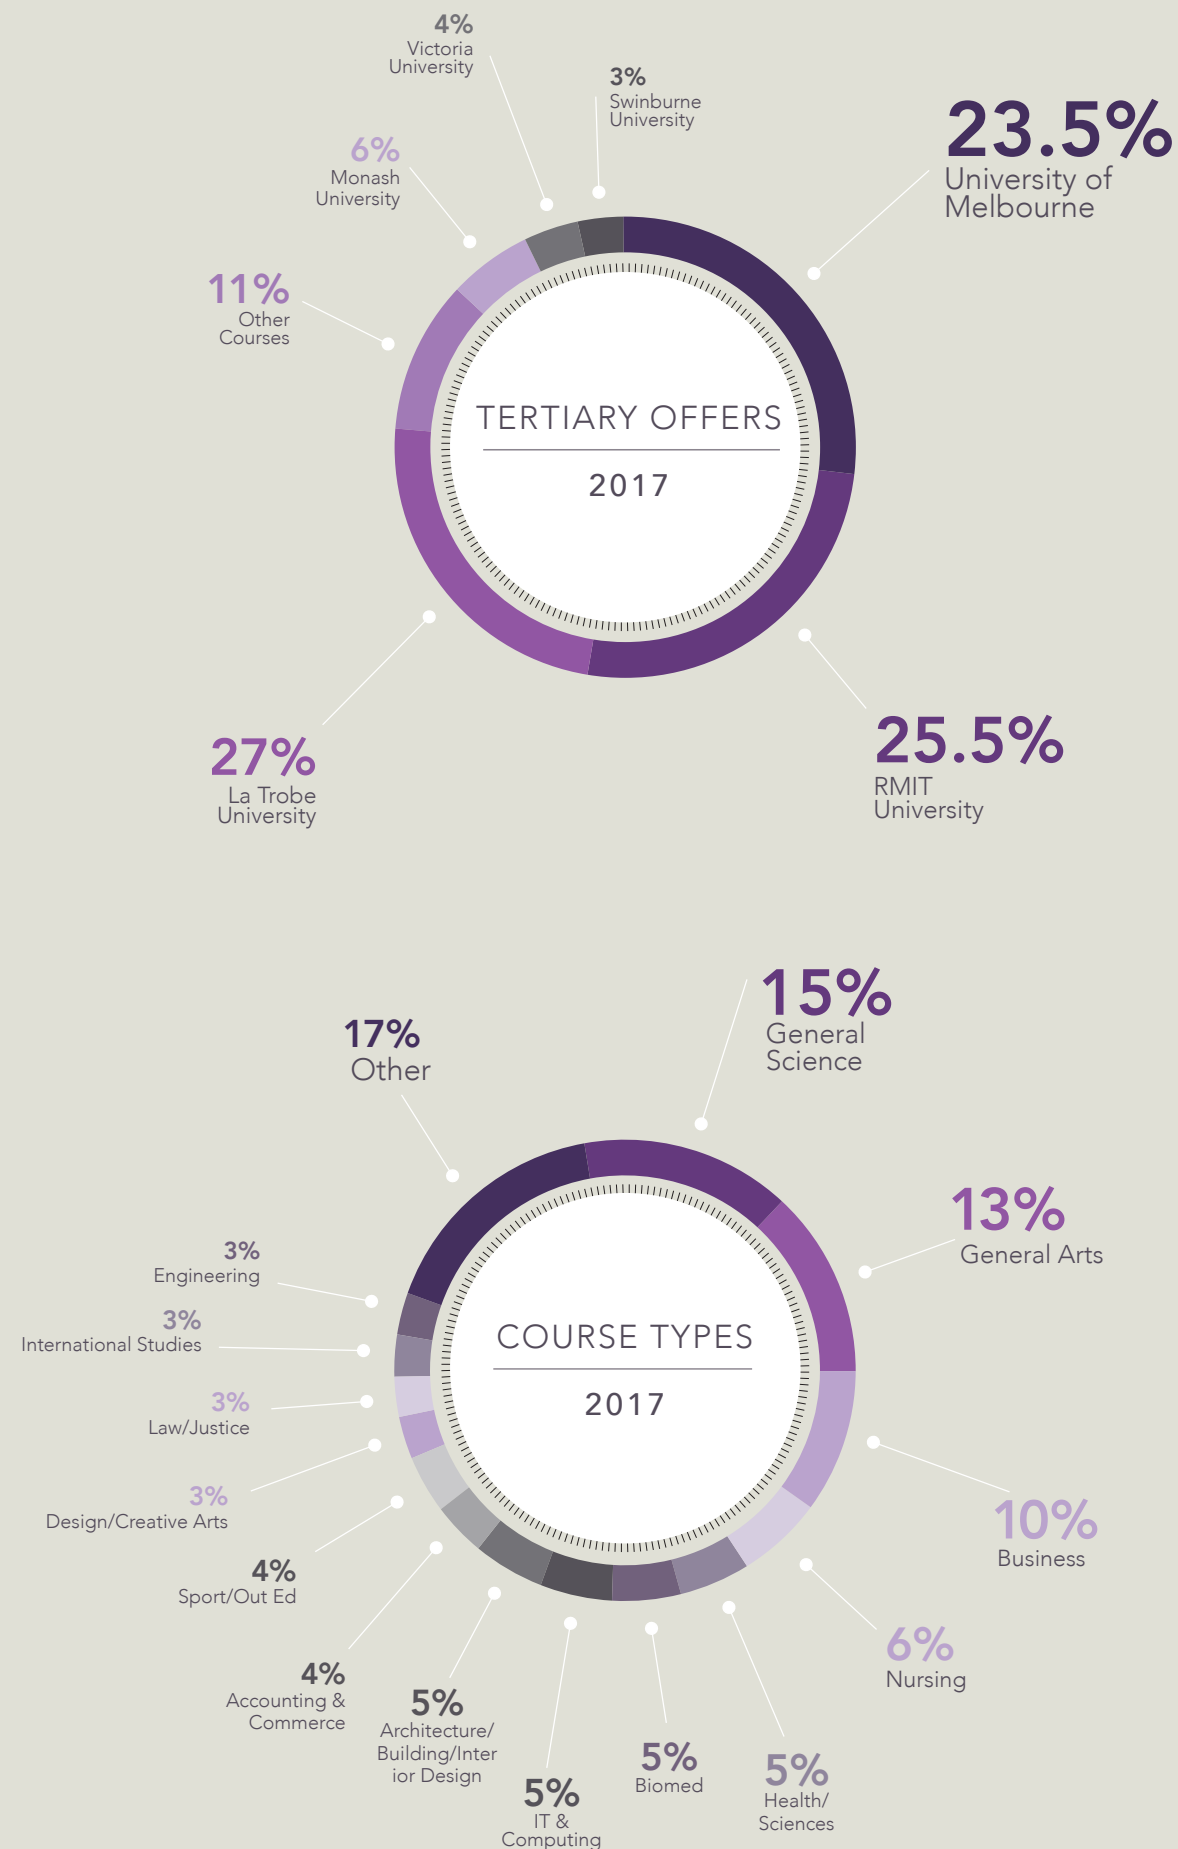 4%
Victoria
University
3%
Swinburne
University
23.5%
University of
Melbourne
6%
Monash
University
11%
Other
Courses
TERTIARY OFFERS
2017
27%
La Trobe
University
25.5%
RMIT
University
15%
General
Science
17%
Other
13%
General Arts
3%
Engineering
3%
International Studies
3%
Law/Justice
3%
Design/Creative Arts
4%
Sport/Out Ed
COURSE TYPES
2017
10%
Business
6%
Nursing
4%
Accounting &
Commerce
5%
Architecture/
Building/Inter
ior Design
5%
IT &
Computing
5%
Biomed
5%
Health/
Sciences